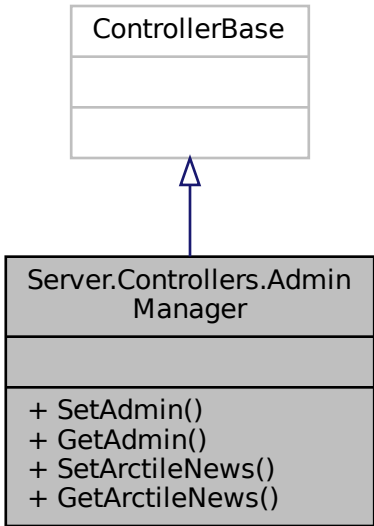 ControllerBase
Server.Controllers.Admin
Manager
+ SetAdmin()
+ GetAdmin()
+ SetArctileNews()
+ GetArctileNews()